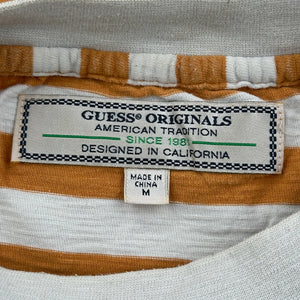 GUESS® ORIGINALS
AMERICAN TRADITION
SINCE 1981
DESIGNED IN CALIFORNIA
MADE IN
CHINA
M